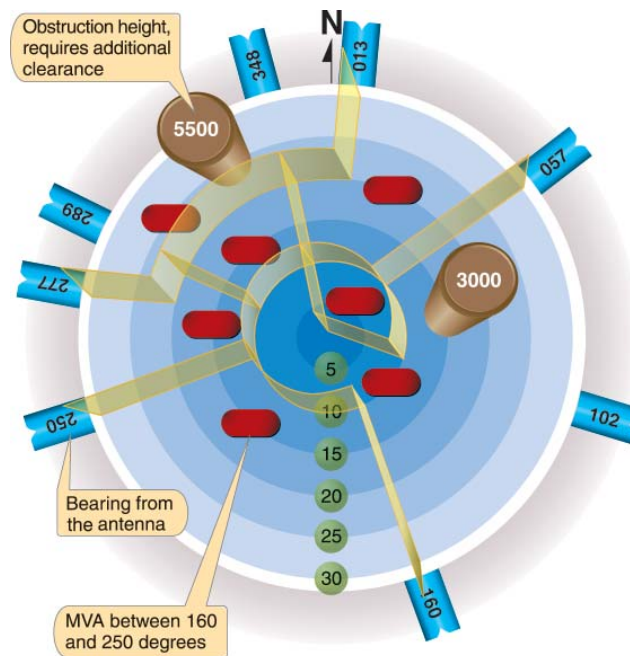 Obstruction height,
requires additional
clearance
N
348
013
5500
057
289
3000
277
5
250
10
102
15
20
Bearing from
the antenna
25
30
160
MVA between 160
and 250 degrees